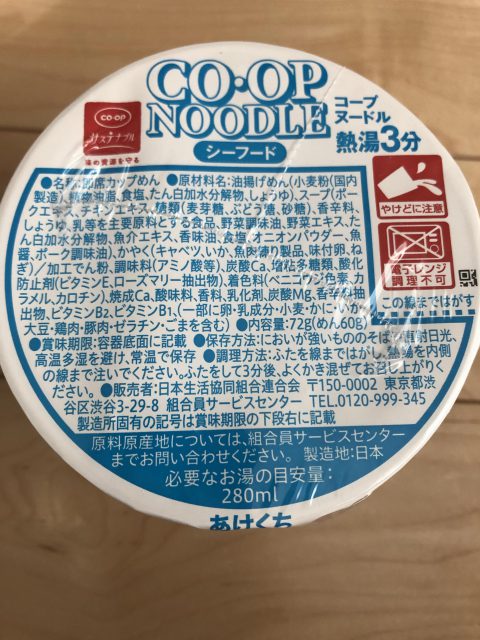 CO·OP
NOODLE
コープ
ヌードル
シーフード
熱湯3分
CO·OP
サステナブル
味の資源を守る
●名称:即席カップめん ●原材料名:油揚げめん(小麦粉(国内
製造)、植物油脂、食塩、たん白加水分解物、しょうゆ)、スープ(ポー
クエキス、チキンエキス、糖類(麦芽糖、ぶどう糖、砂糖)、香辛料、
しょうゆ、乳等を主要原料とする食品、野菜調味油、野菜エキス、たん
白加水分解物、魚介エキス、香味油、食塩、オニオンパウダー、魚
醤、ポーク調味油)、かやく(キャベツ、いか、魚肉練り製品、味付卵、ね
ぎ)/加工でん粉、調味料(アミノ酸等)、炭酸Ca、増粘多糖類、酸化
防止剤(ビタミンE、ローズマリー抽出物)、着色料(ベニコウジ色素、カ
ラメル、カロチン)、焼成Ca、酸味料、香料、乳化剤、炭酸Mg、香辛料抽
出物、ビタミンB2、ビタミンB1、(一部に卵・乳成分・小麦・かに・いか・
大豆・鶏肉・豚肉・ゼラチン・ごまを含む) ●内容量:72g(めん60g)
●賞味期限:容器底面に記載 ●保存方法:においが強いもののそば、直射日光、
高温多湿を避け、常温で保存 ●調理方法:ふたを線まではがし、熱湯を内側
の線まで注いでください。ふたをして3分後、よくかき混ぜてお召し上がりく
ださい。●販売者:日本生活協同組合連合会 〒150-0002 東京都渋
谷区渋谷3-29-8 組合員サービスセンター TEL.0120-999-345
製造所固有の記号は賞味期限の下段右に記載
原料原産地については、組合員サービスセンター
までお問い合わせください。 製造地:日本
必要なお湯の目安量:
280ml
あけくち
やけどに注意
電子レンジ
調理不可
この線まではがす